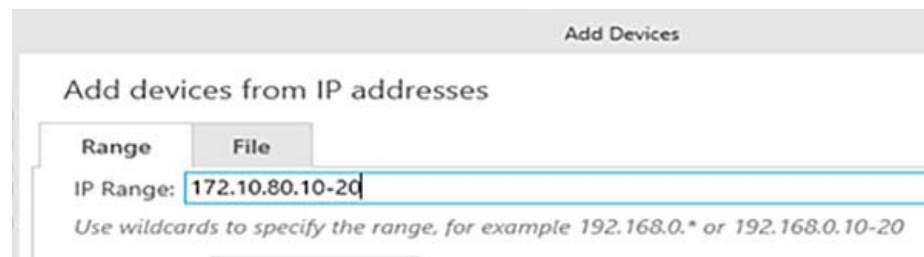 Add Devices
Add devices from IP addresses
Range File
IP Range: 172.10.80.10-20
Use wildcards to specify the range, for example 192.168.0.* or 192.168.0.10-20